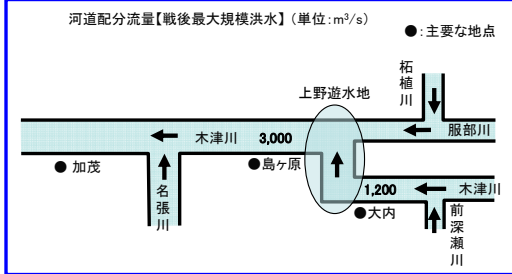 河道配分流量【戦後最大規模洪水】(単位:m³/s)
●:主要な地点
柘植川
上野遊水地
服部川
木津川
3,000
●加茂
●島ヶ原
名張川
1,200
木津川
●大内
前深瀬川